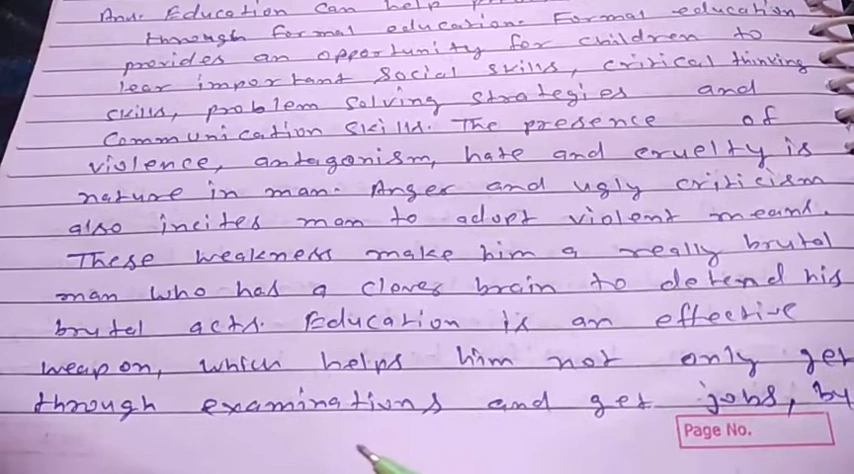 Ans. Education can help
through formal education. Formal education
provides an opportunity for children to
lear important social skills, critical thinking
skills, problem solving strategies and
communication skills. The presence of
violence, antagonism, hate and cruelty is
nature in man. Anger and ugly criticism
also incites man to adopt violent means.
These weakness make him a really brutal
man who has a clover brain to defend his
brutal acts. Education is an effective
weapon, which helps him not only get
through examinations and get jobs, by
Page No.